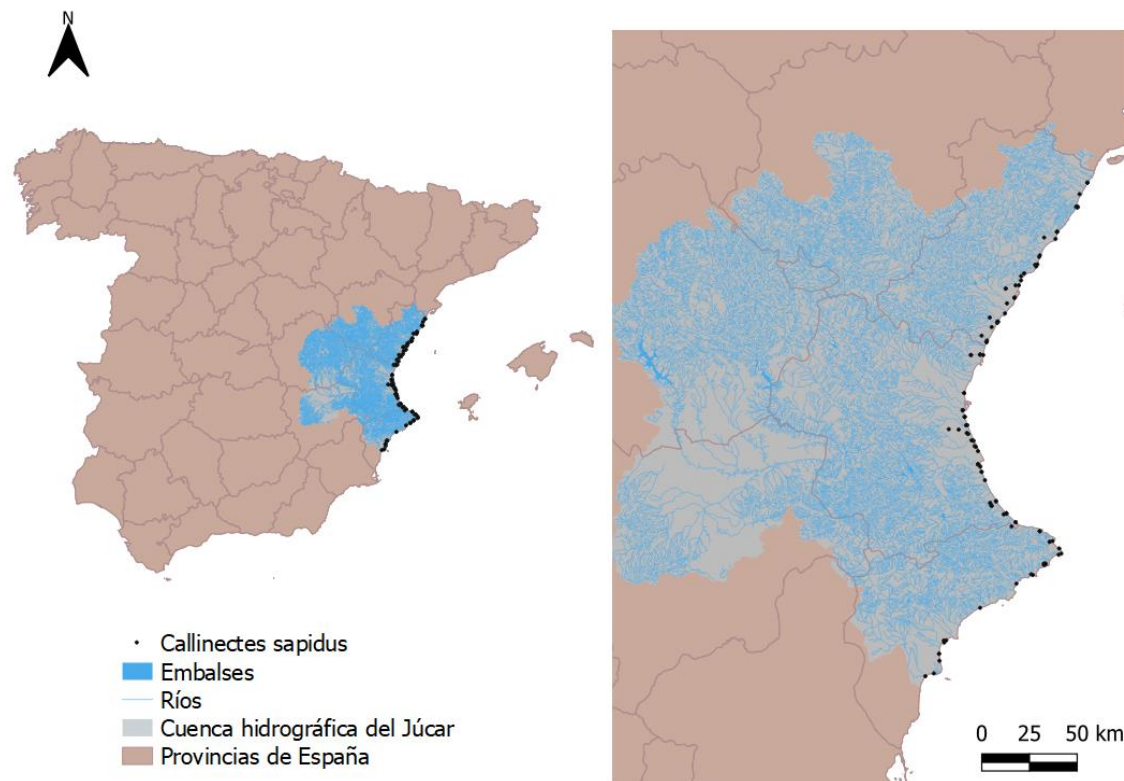 N
Callinectes sapidus
Embalses
Ríos
Cuenca hidrográfica del Júcar
Provincias de España
0 25 50 km